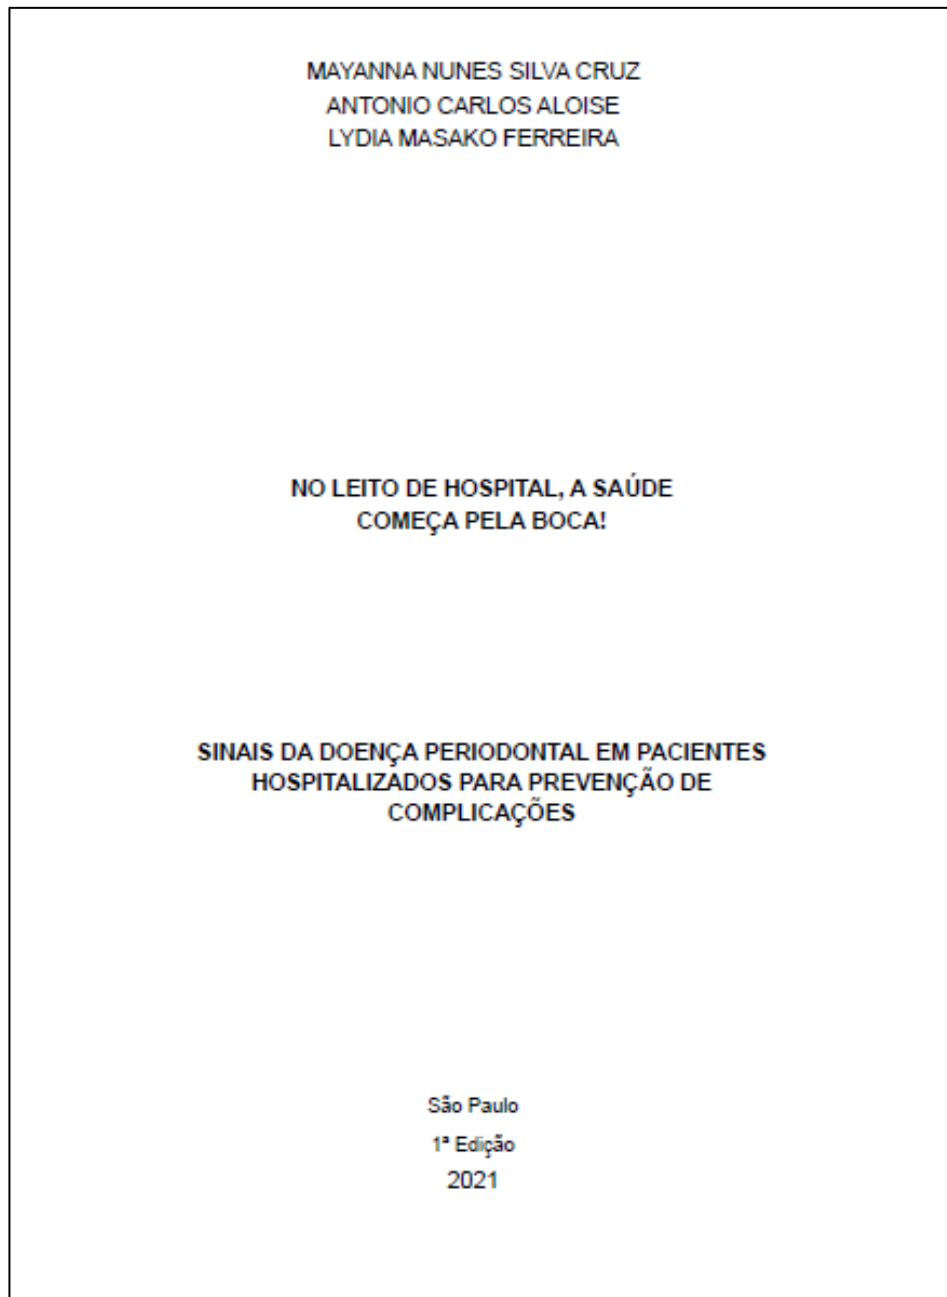 MAYANNA NUNES SILVA CRUZ
ANTONIO CARLOS ALOISE
LYDIA MASAKO FERREIRA
NO LEITO DE HOSPITAL, A SAÚDE
COMEÇA PELA BOCA!
SINAIS DA DOENÇA PERIODONTAL EM PACIENTES
HOSPITALIZADOS PARA PREVENÇÃO DE
COMPLICAÇÕES
São Paulo
1ª Edição
2021